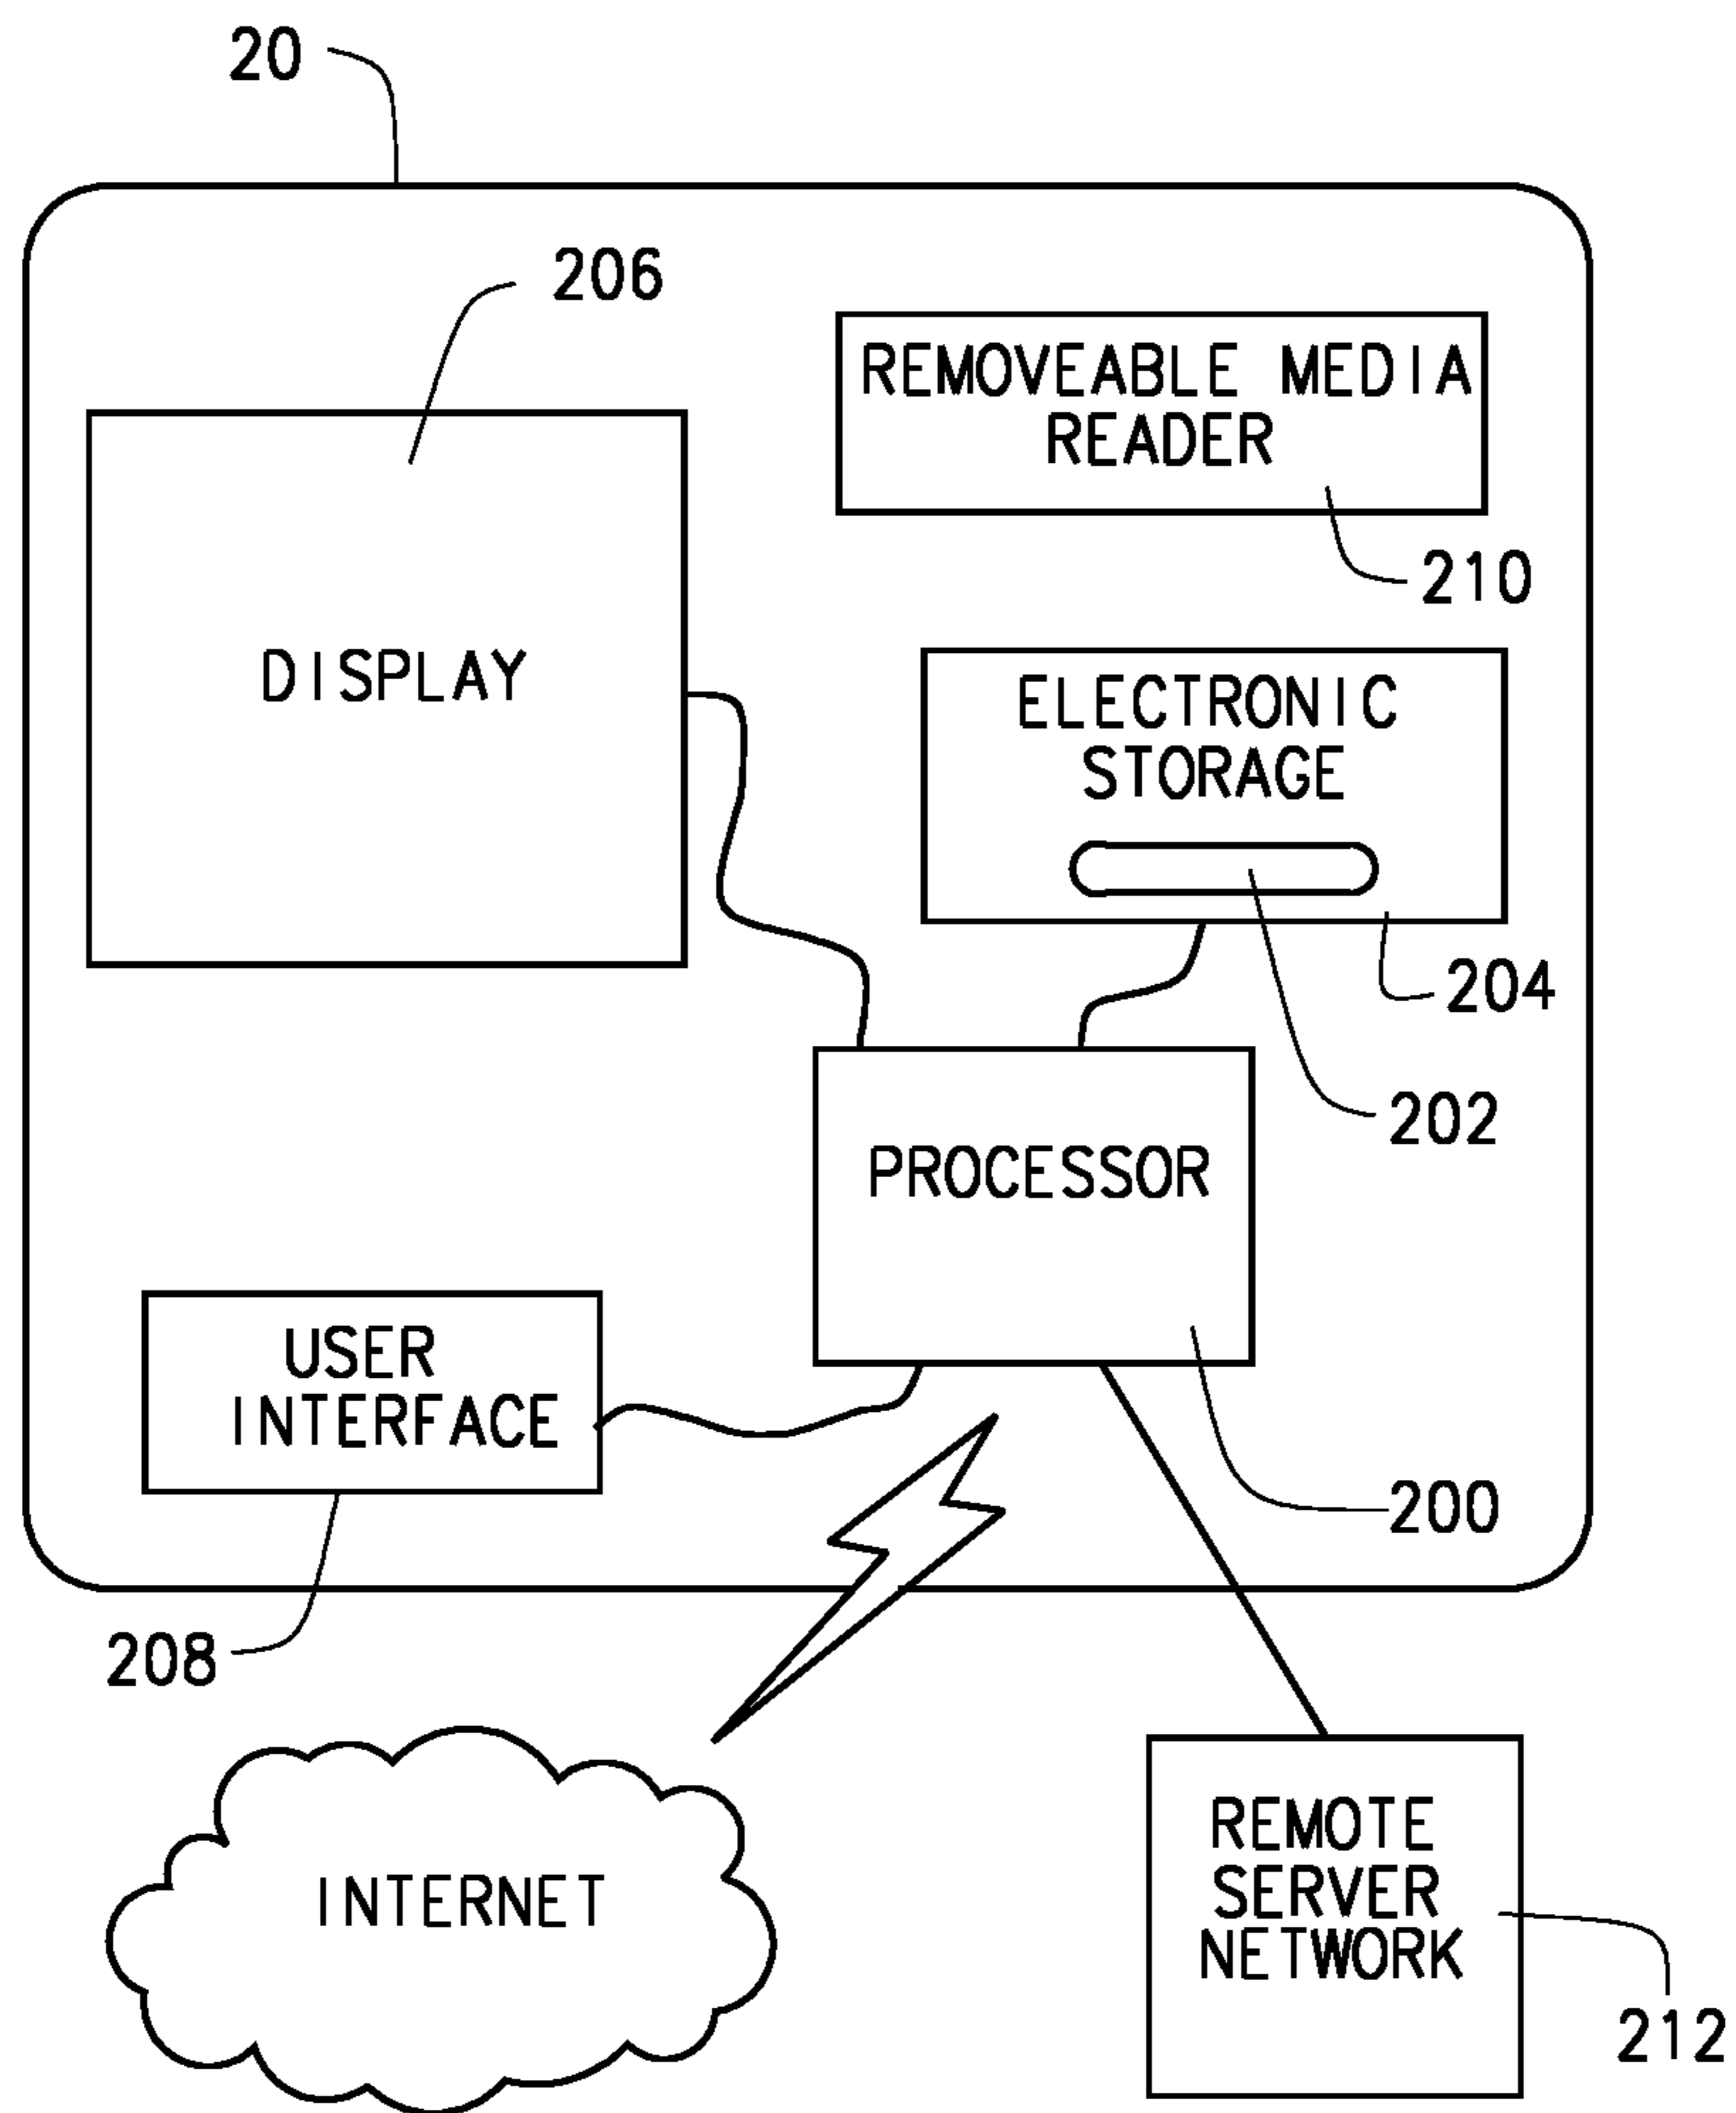 20
206
REMOVEABLE MEDIA
READER
210
DISPLAY
ELECTRONIC
STORAGE
204
202
PROCESSOR
USER
INTERFACE
200
208
INTERNET
REMOTE
SERVER
NETWORK
212